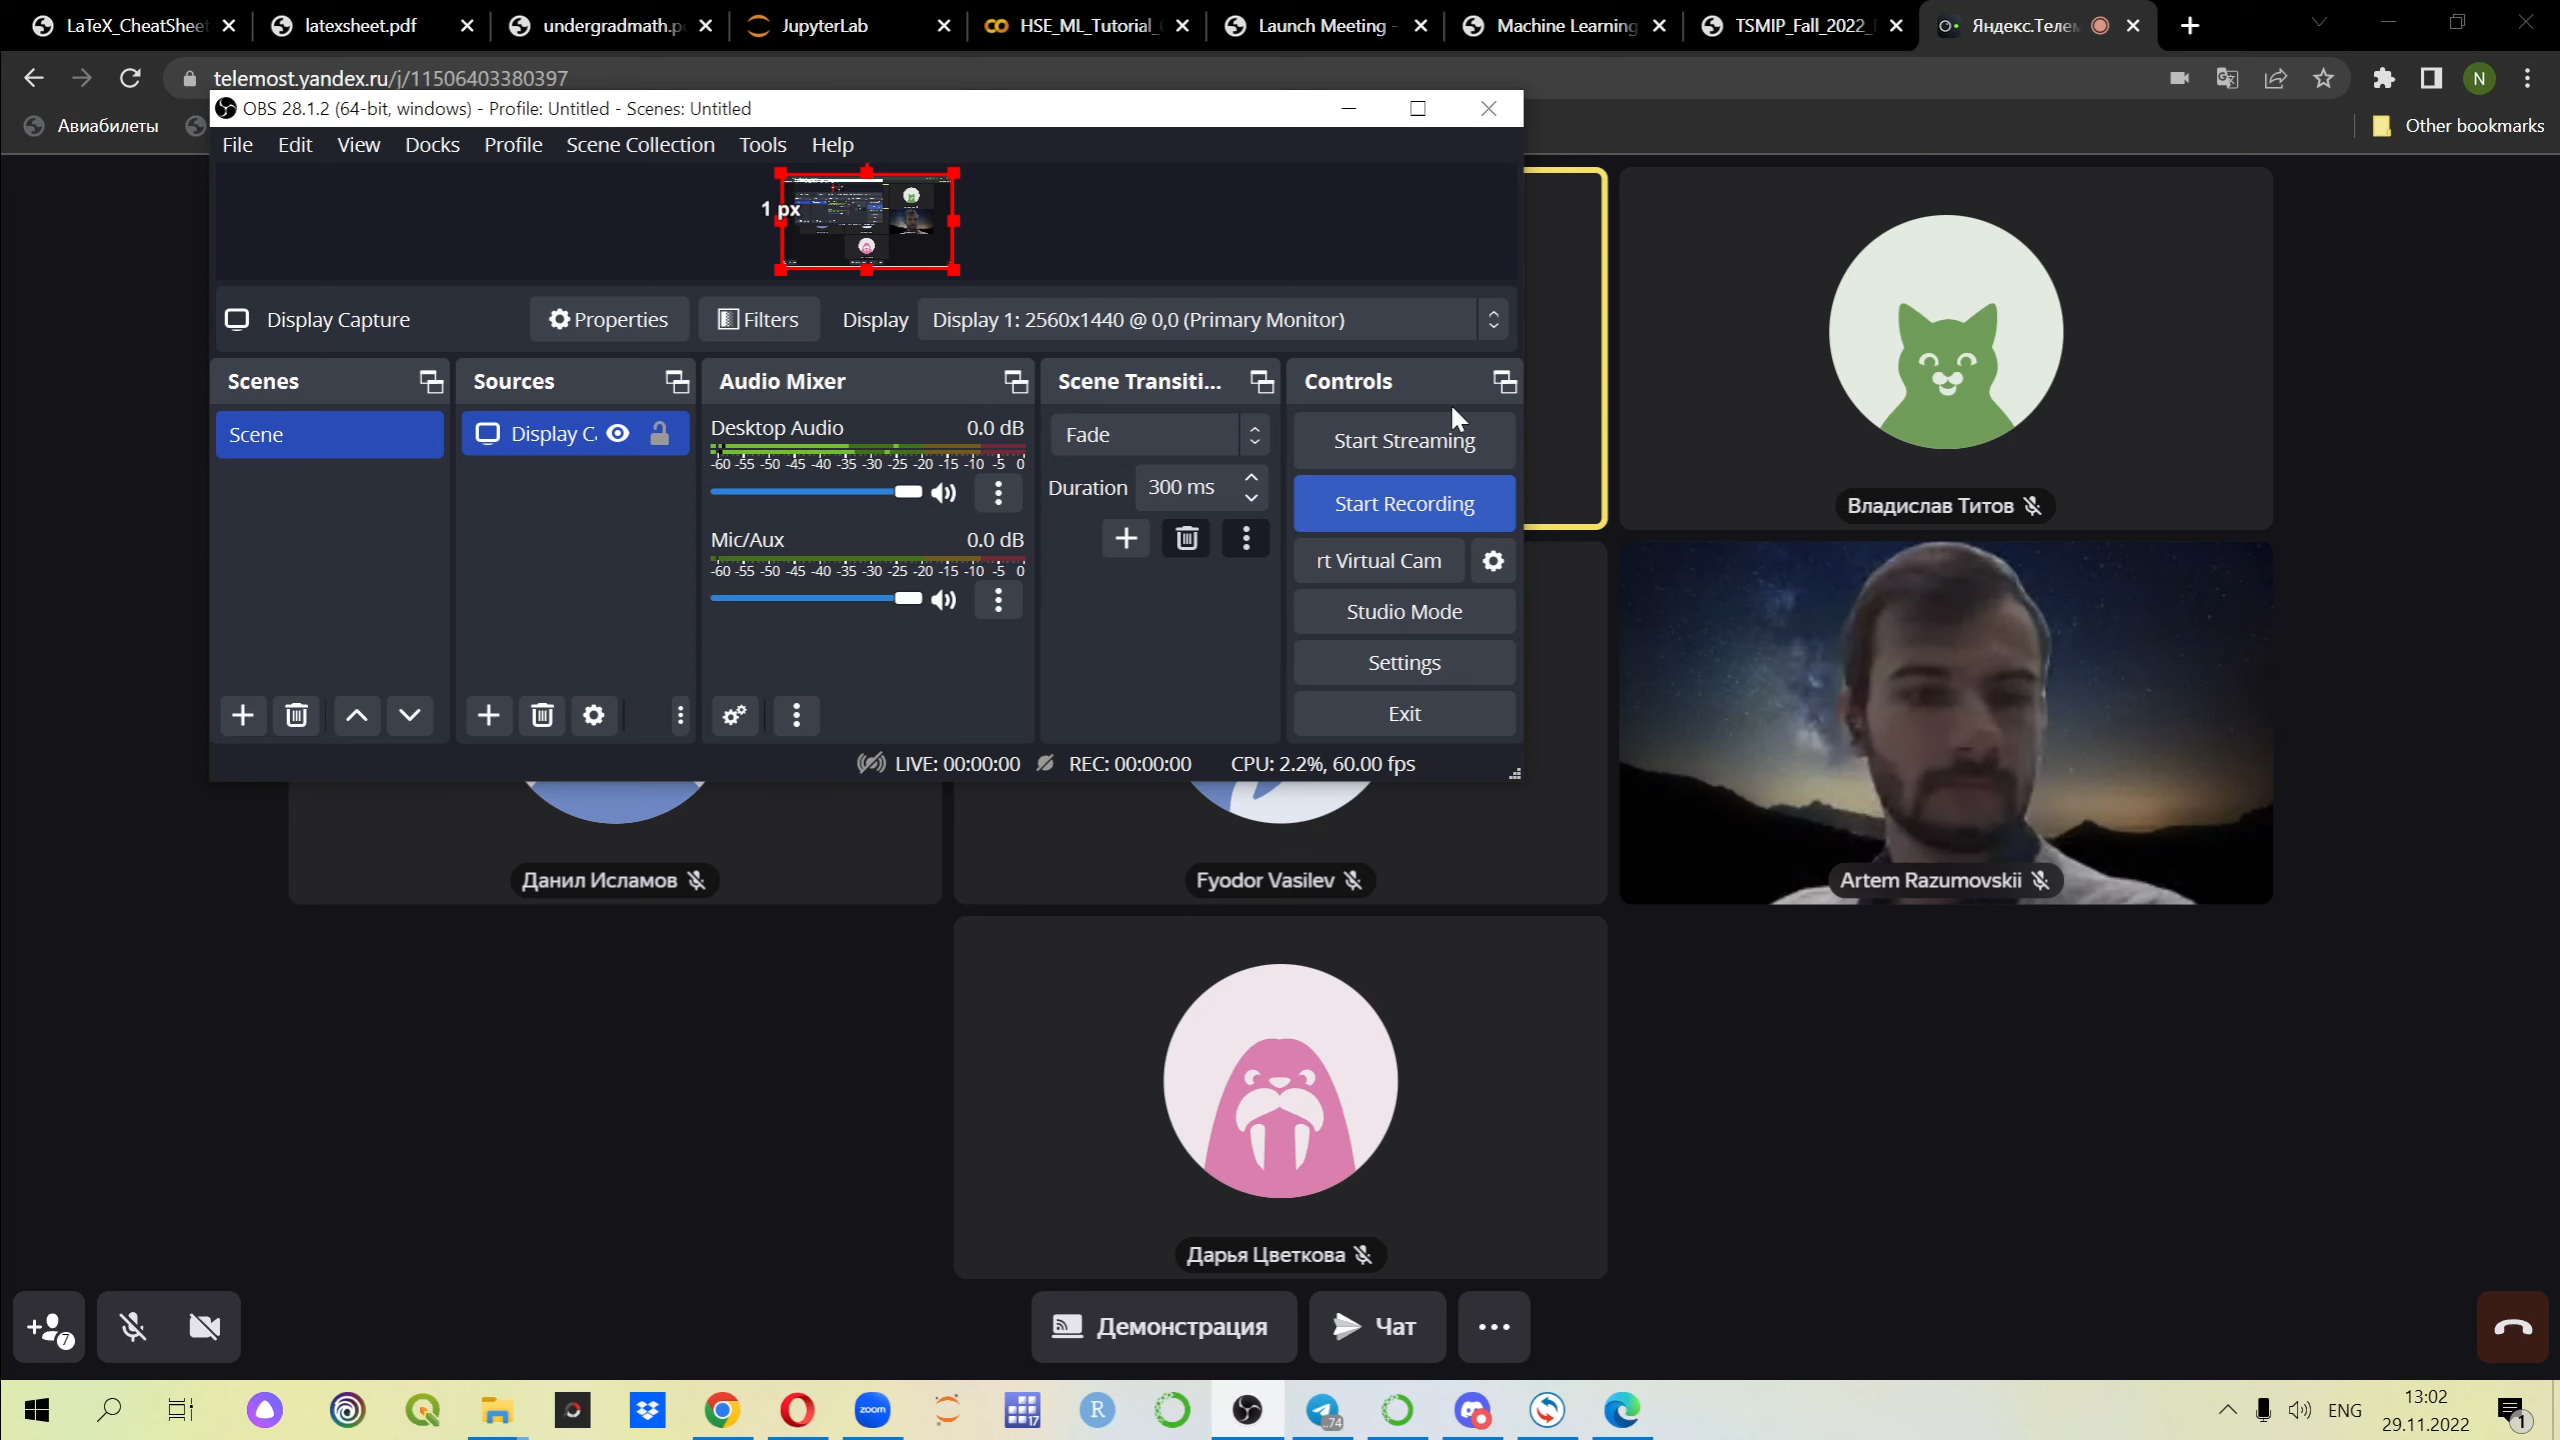 LaTeX_CheatSheet
latexsheet.pdf
undergradmath.p
JupyterLab
HSE_ML_Tutorial_
Launch Meeting -
Machine Learning
TSMIP_Fall_2022_
Яндекс.Телем
telemost.yandex.ru/j/11506403380397
N
Авиабилеты
Other bookmarks
OBS 28.1.2 (64-bit, windows) - Profile: Untitled - Scenes: Untitled
File Edit View Docks Profile Scene Collection Tools Help
1 px
Display Capture
Properties
Filters
Display
Display 1: 2560x1440 @ 0,0 (Primary Monitor)
Scenes
Sources
Audio Mixer
Scene Transiti...
Controls
Scene
Display C.
Desktop Audio 0.0 dB
-60 -55 -50 -45 -40 -35 -30 -25 -20 -15 -10 -5 0
Mic/Aux 0.0 dB
-60 -55 -50 -45 -40 -35 -30 -25 -20 -15 -10 -5 0
Fade
Duration 300 ms
Start Streaming
Start Recording
rt Virtual Cam
Studio Mode
Settings
Exit
LIVE: 00:00:00
REC: 00:00:00
CPU: 2.2%, 60.00 fps
Владислав Титов
Данил Исламов
Fyodor Vasilev
Artem Razumovskii
Дарья Цветкова
7
Демонстрация
Чат
zoom
17
R
..74
ENG
13:02
29.11.2022
1